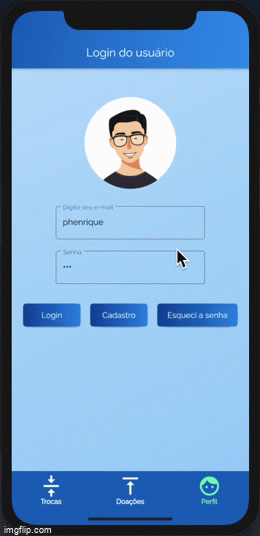 Login do usuário
Digite seu e-mail
phenrique
Senha
•••
Login
Cadastro
Esqueci a senha
Trocas
Doações
Perfil
imgflip.com